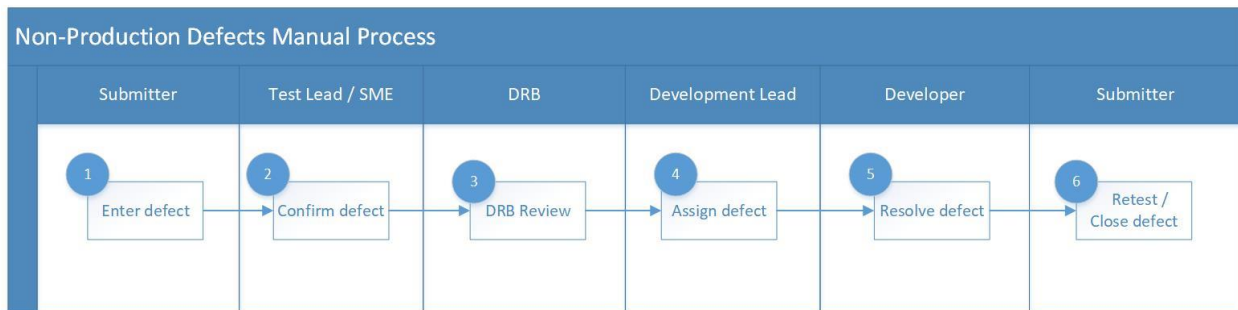 Non-Production Defects Manual Process
Submitter
Test Lead / SME
DRB
Development Lead
Developer
Submitter
1
Enter defect
2
Confirm defect
3
DRB Review
4
Assign defect
5
Resolve defect
6
Retest /
Close defect